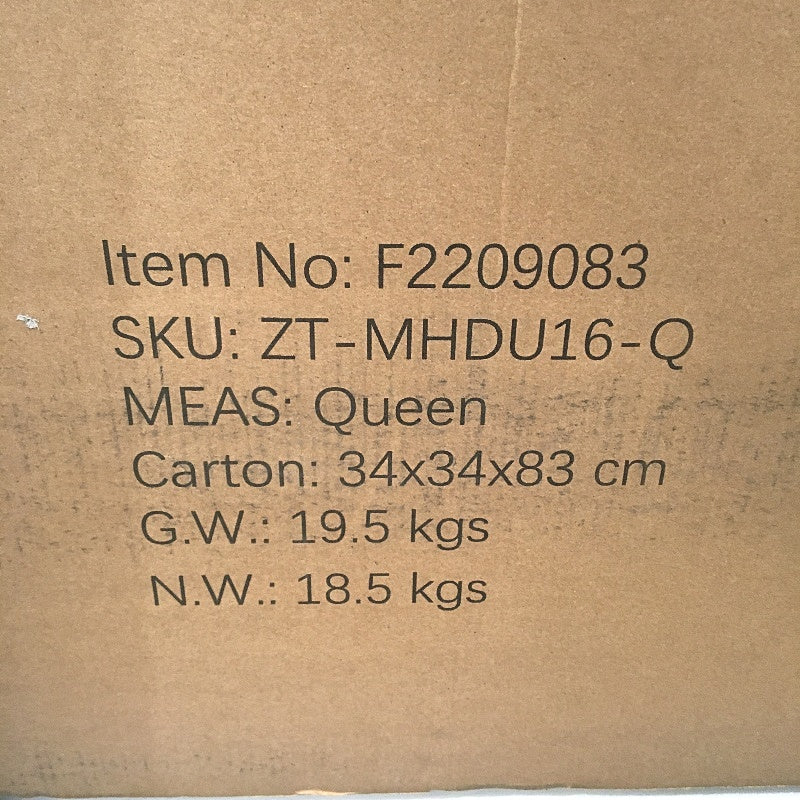 Item No: F2209083
SKU: ZT-MHDU16-Q
MEAS: Queen
Carton: 34x34x83 cm
G.W.: 19.5 kgs
N.W.: 18.5 kgs